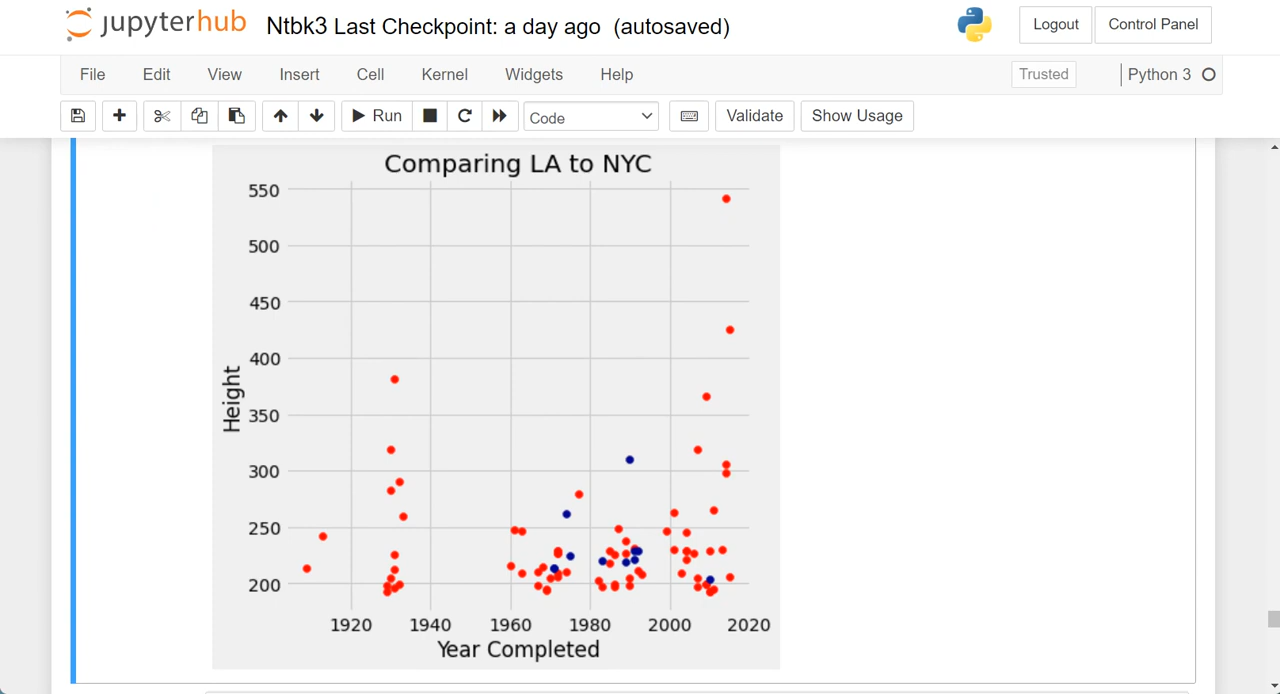 jupyterhub Ntbk3 Last Checkpoint: a day ago (autosaved) Logout Control Panel
File Edit View Insert Cell Kernel Widgets Help Trusted Python 3
Run Code Validate Show Usage
Comparing LA to NYC
550
500
450
400
350
300
250
200
Height
1920 1940 1960 1980 2000 2020
Year Completed